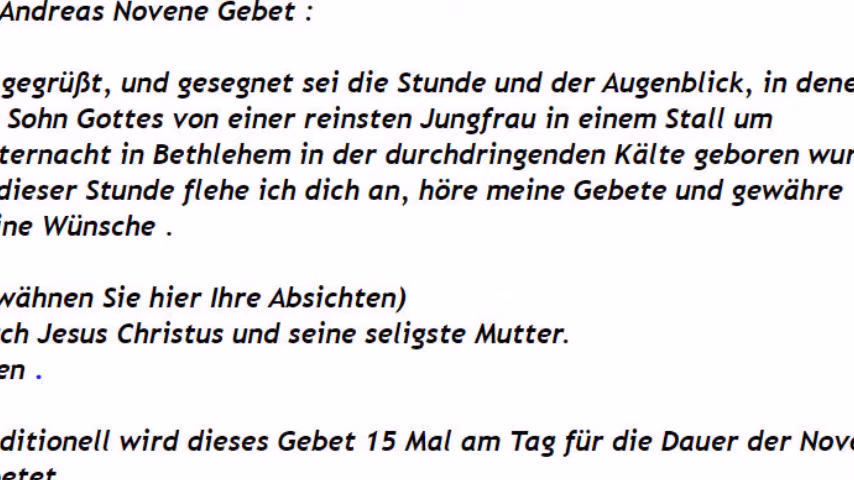 Andreas Novene Gebet :
gegrüßt, und gesegnet sei die Stunde und der Augenblick, in dene
Sohn Gottes von einer reinsten Jungfrau in einem Stall um
ternacht in Bethlehem in der durchdringenden Kälte geboren wur
dieser Stunde flehe ich dich an, höre meine Gebete und gewähre
ine Wünsche .
wähnen Sie hier Ihre Absichten)
ch Jesus Christus und seine seligste Mutter.
en .
ditionell wird dieses Gebet 15 Mal am Tag für die Dauer der Nove
betet